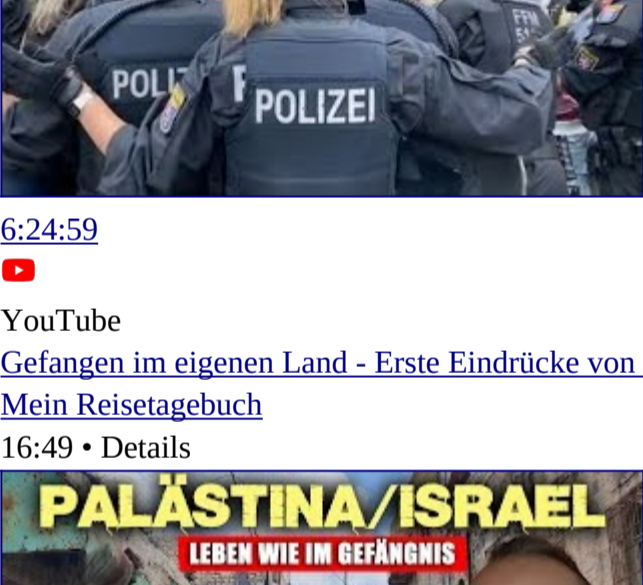 FFM
POLIZEI
6:24:59
YouTube
Gefangen im eigenen Land - Erste Eindrücke von
Mein Reisetagebuch
16:49 • Details
PALÄSTINA/ISRAEL
LEBEN WIE IM GEFÄNGNIS